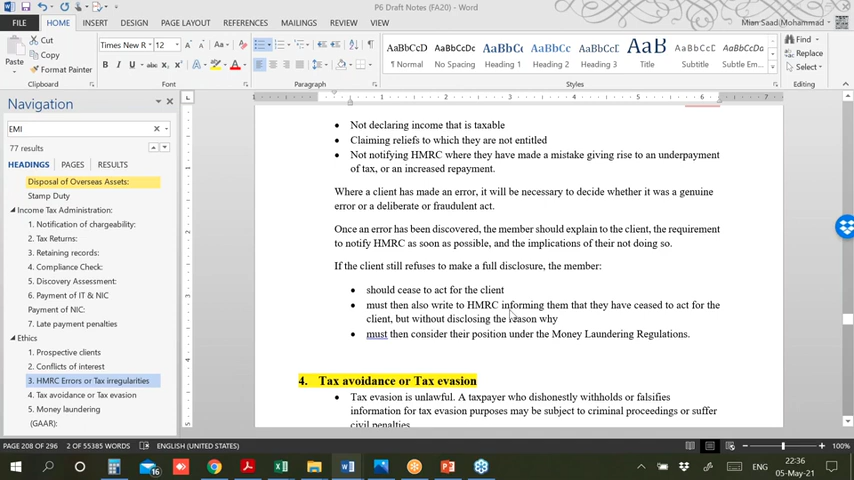 P6 Draft Notes (FA20)
FILE HOME INSERT DESIGN PAGE LAYOUT REFERENCES MAILINGS REVIEW VIEW
Mian Saad Mohammad
Paste
Cut
Copy
Format Painter
Clipboard
Times New R
12
Font
Paragraph
AaBbCcD AaBbCcD AaBbC AaBbCc AaBbCcD AaB AaBbCcD AaBbCcD
¶ Normal No Spacing Heading 1 Heading 2 Heading 3 Title Subtitle Subtle Em...
Styles
Find
Replace
Select
Editing
Navigation
EMI
77 results
HEADINGS PAGES RESULTS
Disposal of Overseas Assets:
Stamp Duty
Income Tax Administration:
1. Notification of chargeability:
2. Tax Returns:
3. Retaining records:
4. Compliance Check:
5. Discovery Assessment:
6. Payment of IT & NIC
Payment of NIC:
7. Late payment penalties
Ethics
1. Prospective clients
2. Conflicts of interest
3. HMRC Errors or Tax irregularities
4. Tax avoidance or Tax evasion
5. Money laundering
(GAAR):
• Not declaring income that is taxable
• Claiming reliefs to which they are not entitled
• Not notifying HMRC where they have made a mistake giving rise to an underpayment
of tax, or an increased repayment.
Where a client has made an error, it will be necessary to decide whether it was a genuine
error or a deliberate or fraudulent act.
Once an error has been discovered, the member should explain to the client, the requirement
to notify HMRC as soon as possible, and the implications of their not doing so.
If the client still refuses to make a full disclosure, the member:
• should cease to act for the client
• must then also write to HMRC informing them that they have ceased to act for the
client, but without disclosing the reason why
• must then consider their position under the Money Laundering Regulations.
4. Tax avoidance or Tax evasion
• Tax evasion is unlawful. A taxpayer who dishonestly withholds or falsifies
information for tax evasion purposes may be subject to criminal proceedings or suffer
civil penalties
PAGE 208 OF 296 2 OF 55385 WORDS
100%
16
ENG
22:36
05-May-21